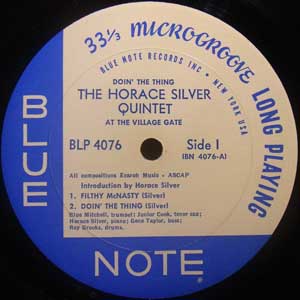 33⅓ MICROGROOVE LONG PLAYING
BLUE NOTE RECORDS INC • NEW YORK USA
DOIN' THE THING
THE HORACE SILVER
QUINTET
AT THE VILLAGE GATE
BLP 4076 Side 1
(BN 4076-A)
All compositions Ecaroh Music - ASCAP
Introduction by Horace Silver
1. FILTHY McNASTY (Silver)
2. DOIN' THE THING (Silver)
Blue Mitchell, trumpet; Junior Cook, tenor sax;
Horace Silver, piano; Gene Taylor, bass;
Roy Brooks, drums.
BLUE
NOTE